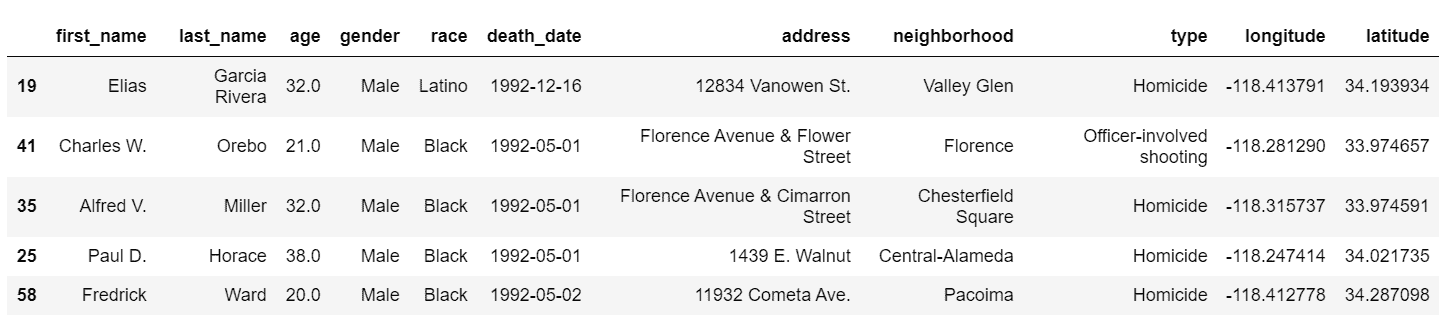 first_name last_name age gender race death_date address neighborhood type longitude latitude
19 Elias Garcia Rivera 32.0 Male Latino 1992-12-16 12834 Vanowen St. Valley Glen Homicide -118.413791 34.193934
41 Charles W. Orebo 21.0 Male Black 1992-05-01 Florence Avenue & Flower Street Florence Officer-involved shooting -118.281290 33.974657
35 Alfred V. Miller 32.0 Male Black 1992-05-01 Florence Avenue & Cimarron Street Chesterfield Square Homicide -118.315737 33.974591
25 Paul D. Horace 38.0 Male Black 1992-05-01 1439 E. Walnut Central-Alameda Homicide -118.247414 34.021735
58 Fredrick Ward 20.0 Male Black 1992-05-02 11932 Cometa Ave. Pacoima Homicide -118.412778 34.287098